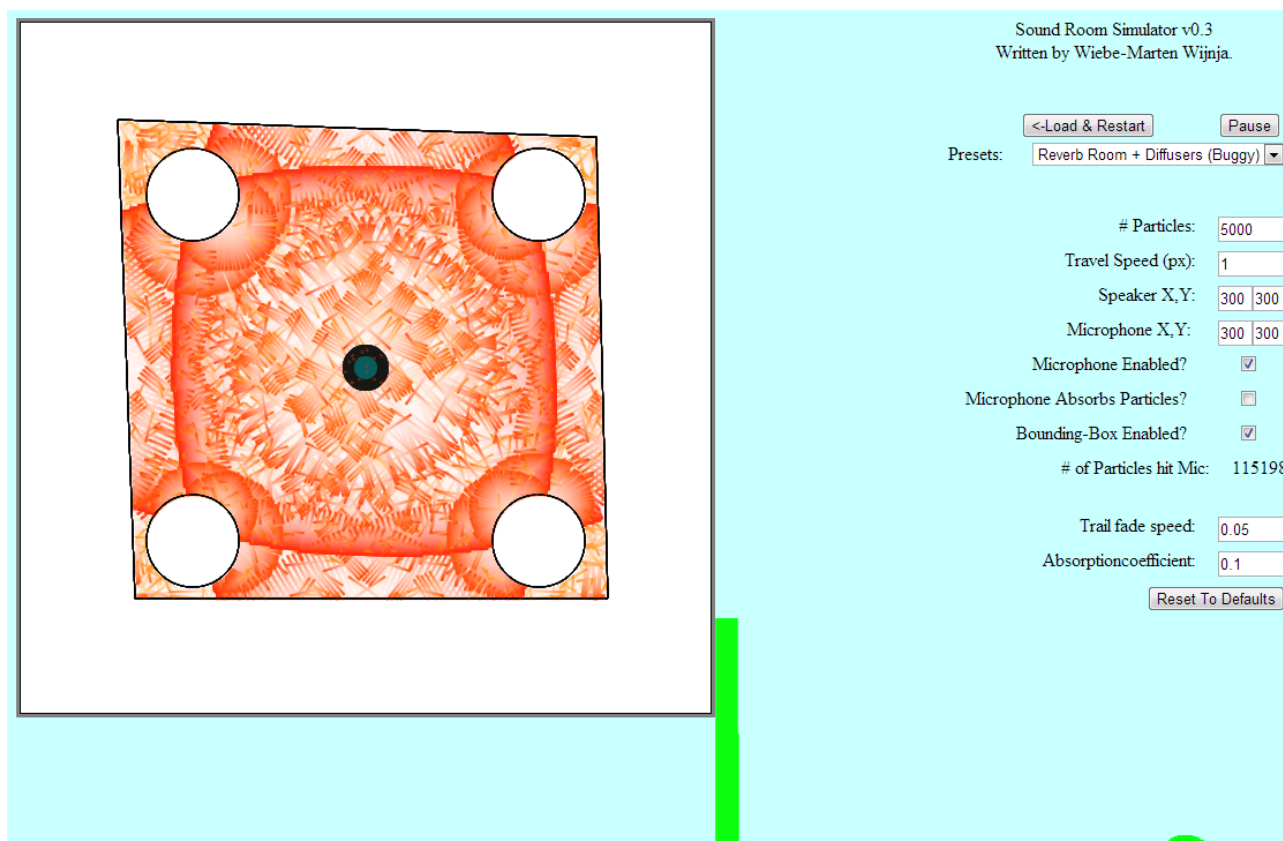 Sound Room Simulator v0.3
Written by Wiebe-Marten Wijnja.
<-Load & Restart Pause
Presets: Reverb Room + Diffusers (Buggy)
# Particles: 5000
Travel Speed (px): 1
Speaker X,Y: 300 300
Microphone X,Y: 300 300
Microphone Enabled?
Microphone Absorbs Particles?
Bounding-Box Enabled?
# of Particles hit Mic: 115198
Trail fade speed: 0.05
Absorptioncoefficient: 0.1
Reset To Defaults